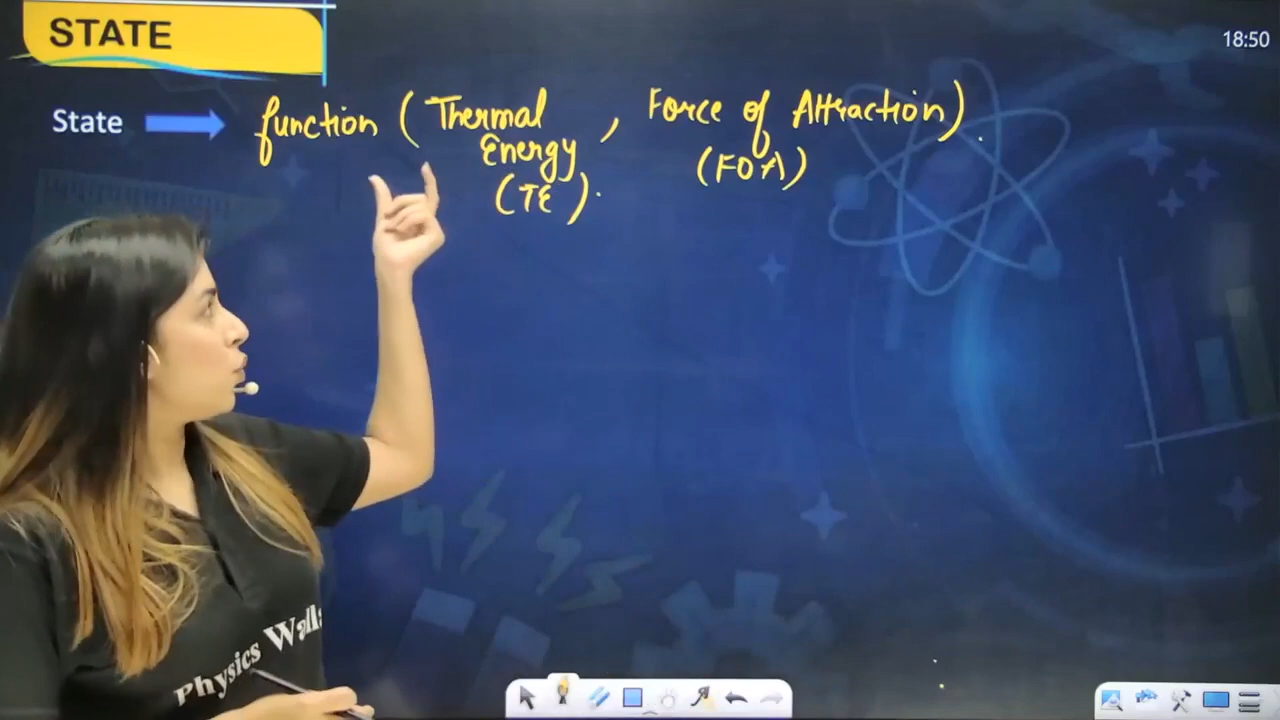 STATE
18:50
State function (Thermal Energy (TE). , Force of Attraction). (FOA)
Physics Walla